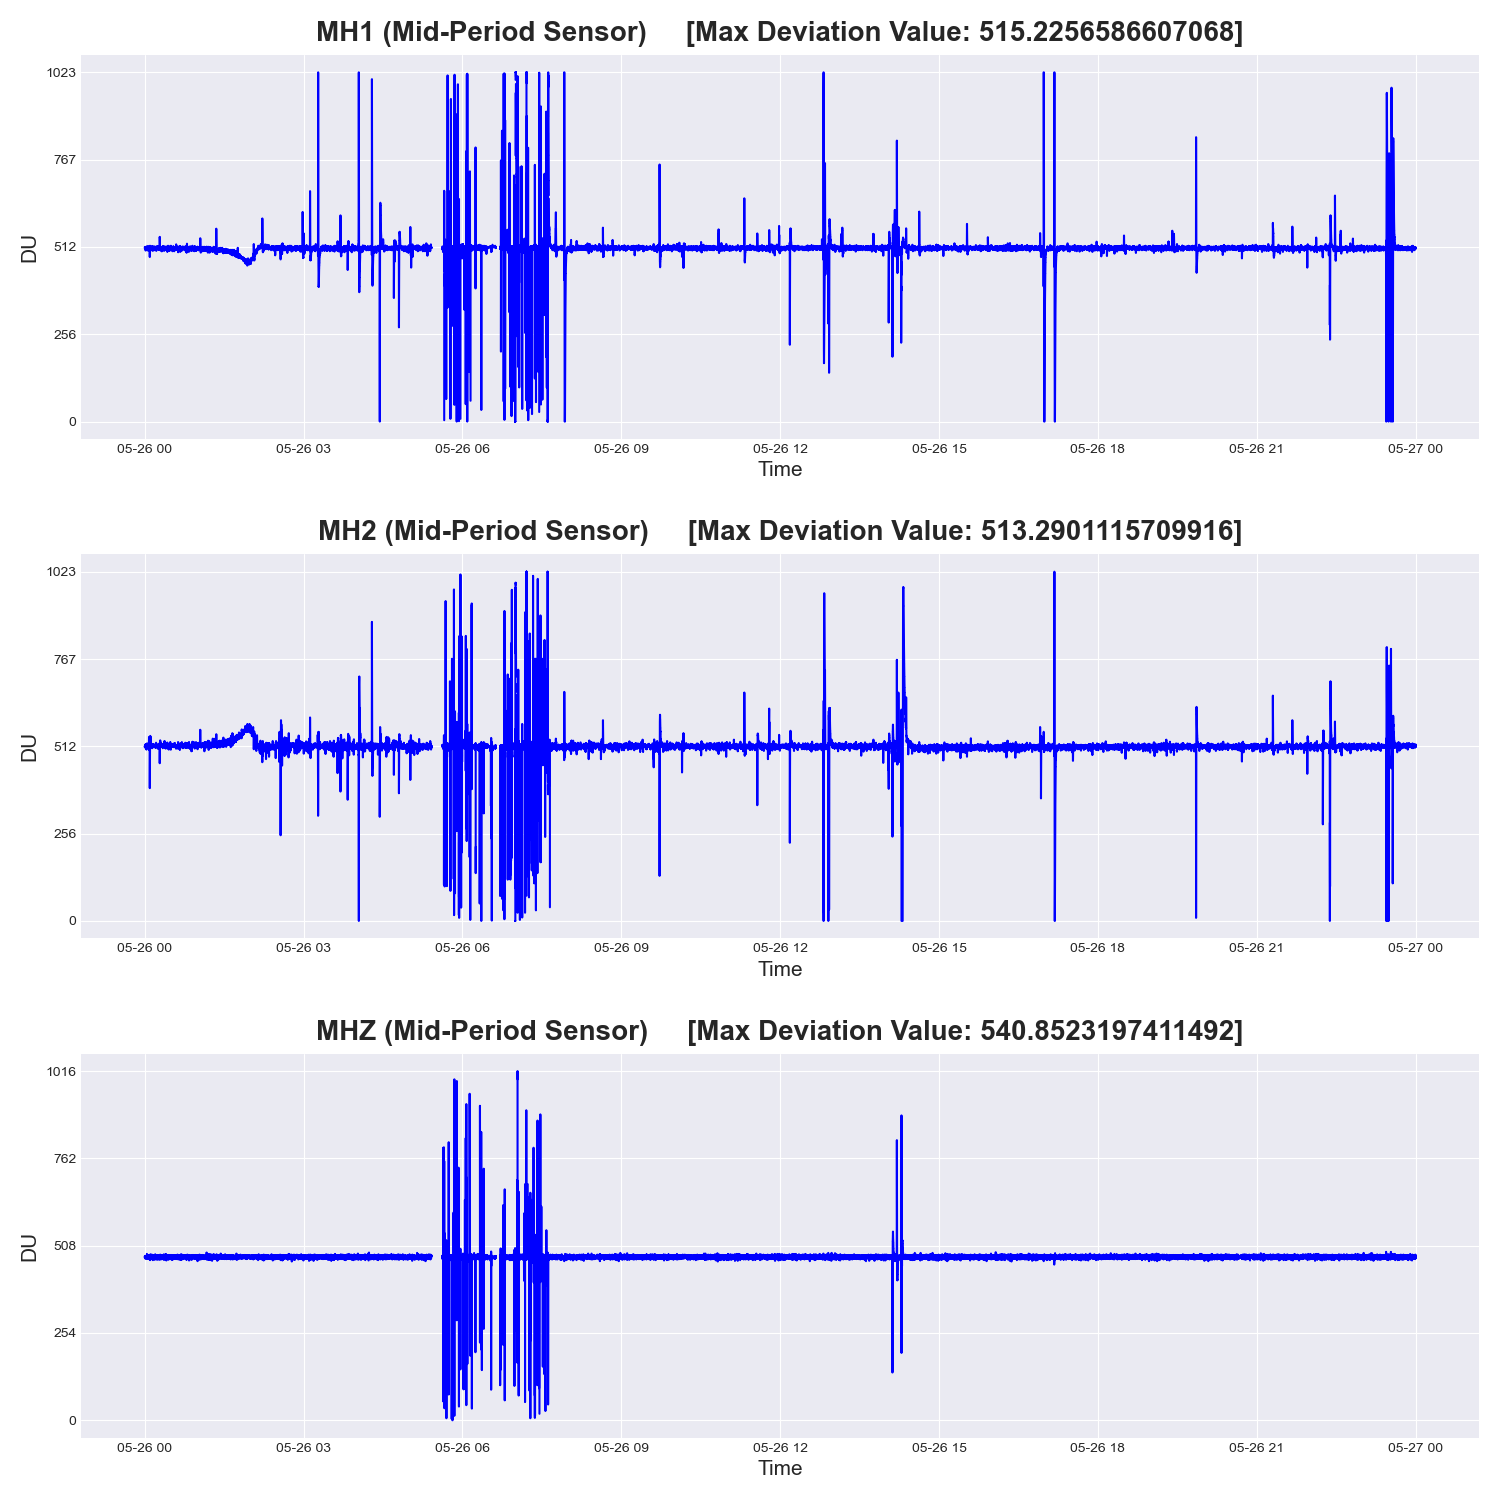 MH1 (Mid-Period Sensor) [Max Deviation Value: 515.2256586607068]
1023
767
512
256
0
DU
05-26 00 05-26 03 05-26 06 05-26 09 05-26 12 05-26 15 05-26 18 05-26 21 05-27 00
Time
MH2 (Mid-Period Sensor) [Max Deviation Value: 513.2901115709916]
1023
767
512
256
0
DU
05-26 00 05-26 03 05-26 06 05-26 09 05-26 12 05-26 15 05-26 18 05-26 21 05-27 00
Time
MHZ (Mid-Period Sensor) [Max Deviation Value: 540.8523197411492]
1016
762
508
254
0
DU
05-26 00 05-26 03 05-26 06 05-26 09 05-26 12 05-26 15 05-26 18 05-26 21 05-27 00
Time